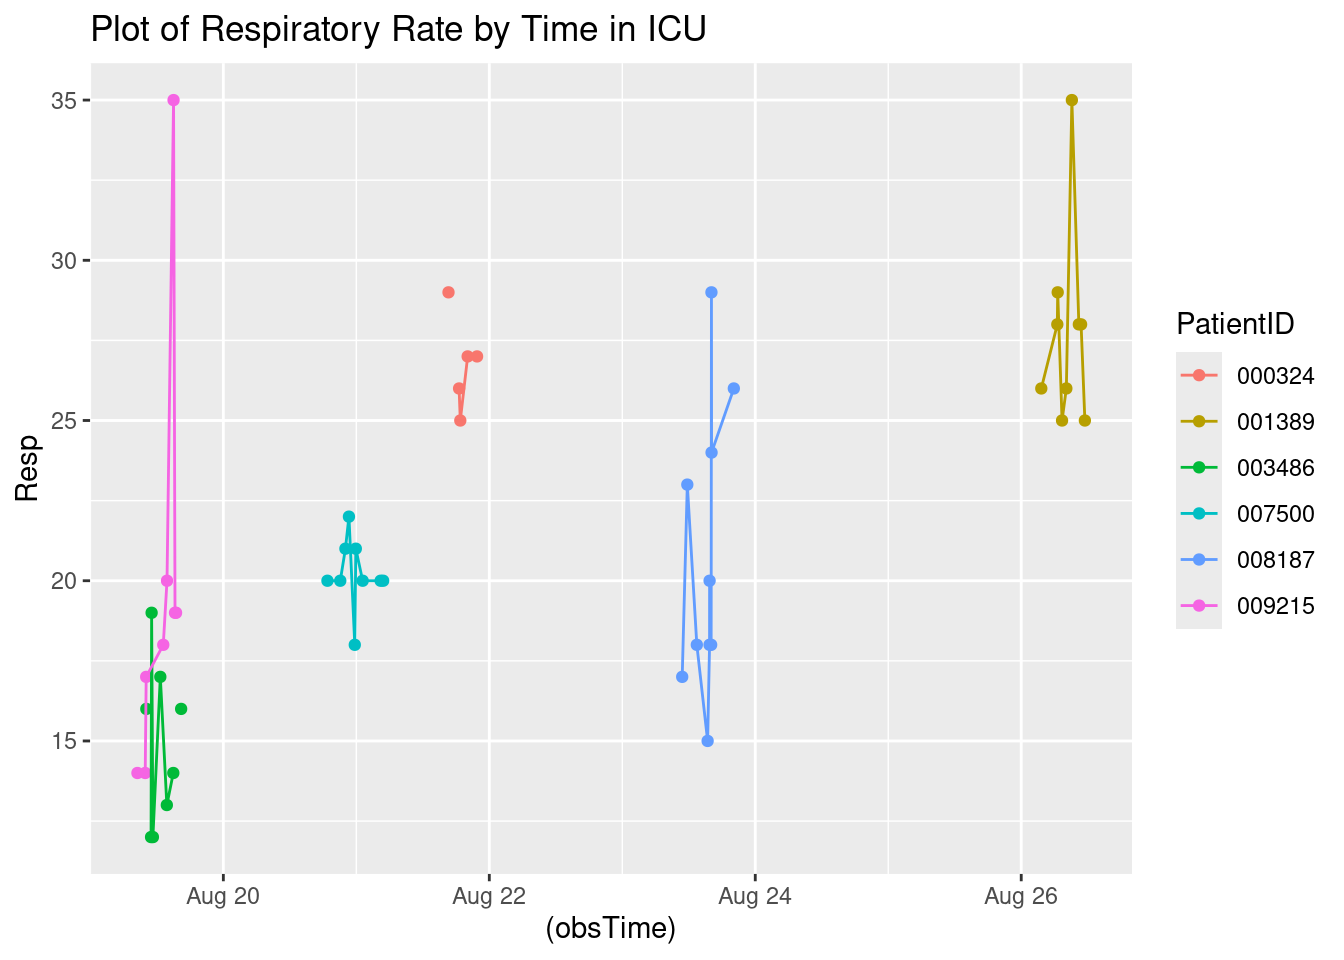 Plot of Respiratory Rate by Time in ICU
35
30
25
20
15
Resp
Aug 20
Aug 22
Aug 24
Aug 26
(obsTime)
PatientID
000324
001389
003486
007500
008187
009215